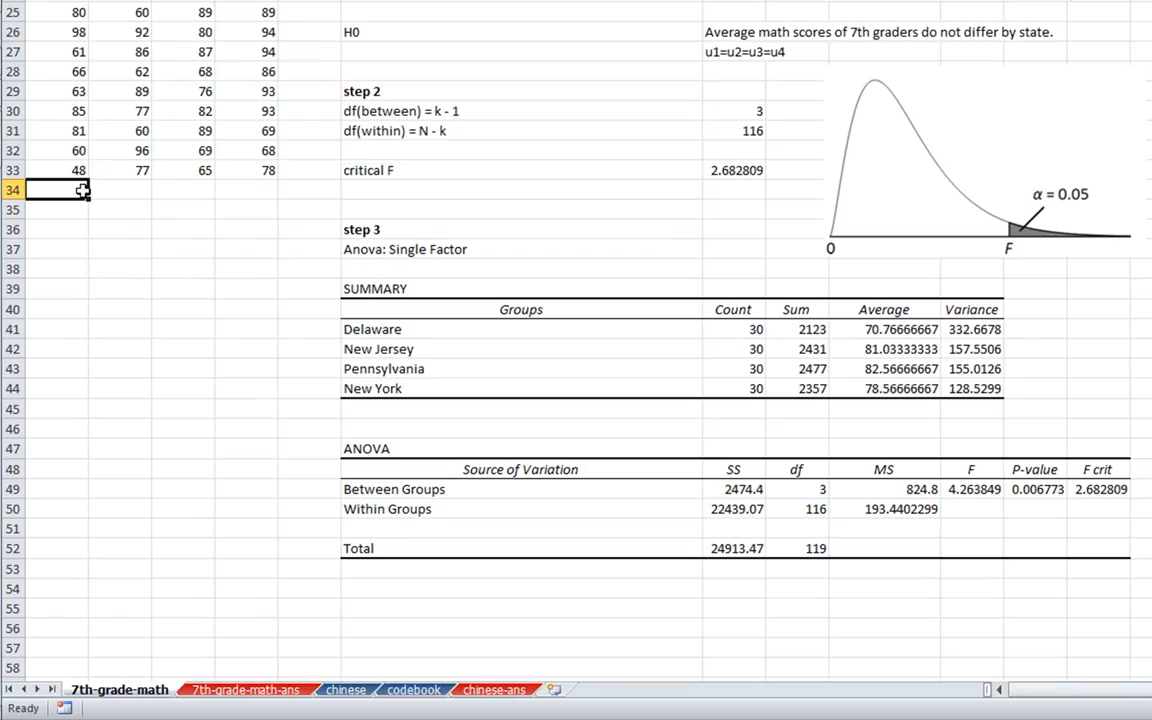 25 80 60 89 89
26 98 92 80 94 H0 Average math scores of 7th graders do not differ by state.
27 61 86 87 94 u1=u2=u3=u4
28 66 62 68 86
29 63 89 76 93 step 2
30 85 77 82 93 df(between) = k - 1 3
31 81 60 89 69 df(within) = N - k 116
32 60 96 69 68
33 48 77 65 78 critical F 2.682809
α = 0.05
34
35
36 step 3
0 F
37 Anova: Single Factor
38
39 SUMMARY
40 Groups Count Sum Average Variance
41 Delaware 30 2123 70.76666667 332.6678
42 New Jersey 30 2431 81.03333333 157.5506
43 Pennsylvania 30 2477 82.56666667 155.0126
44 New York 30 2357 78.56666667 128.5299
45
46
47 ANOVA
48 Source of Variation SS df MS F P-value F crit
49 Between Groups 2474.4 3 824.8 4.263849 0.006773 2.682809
50 Within Groups 22439.07 116 193.4402299
51
52 Total 24913.47 119
53
54
55
56
57
58
7th-grade-math 7th-grade-math-ans chinese codebook chinese-ans
Ready